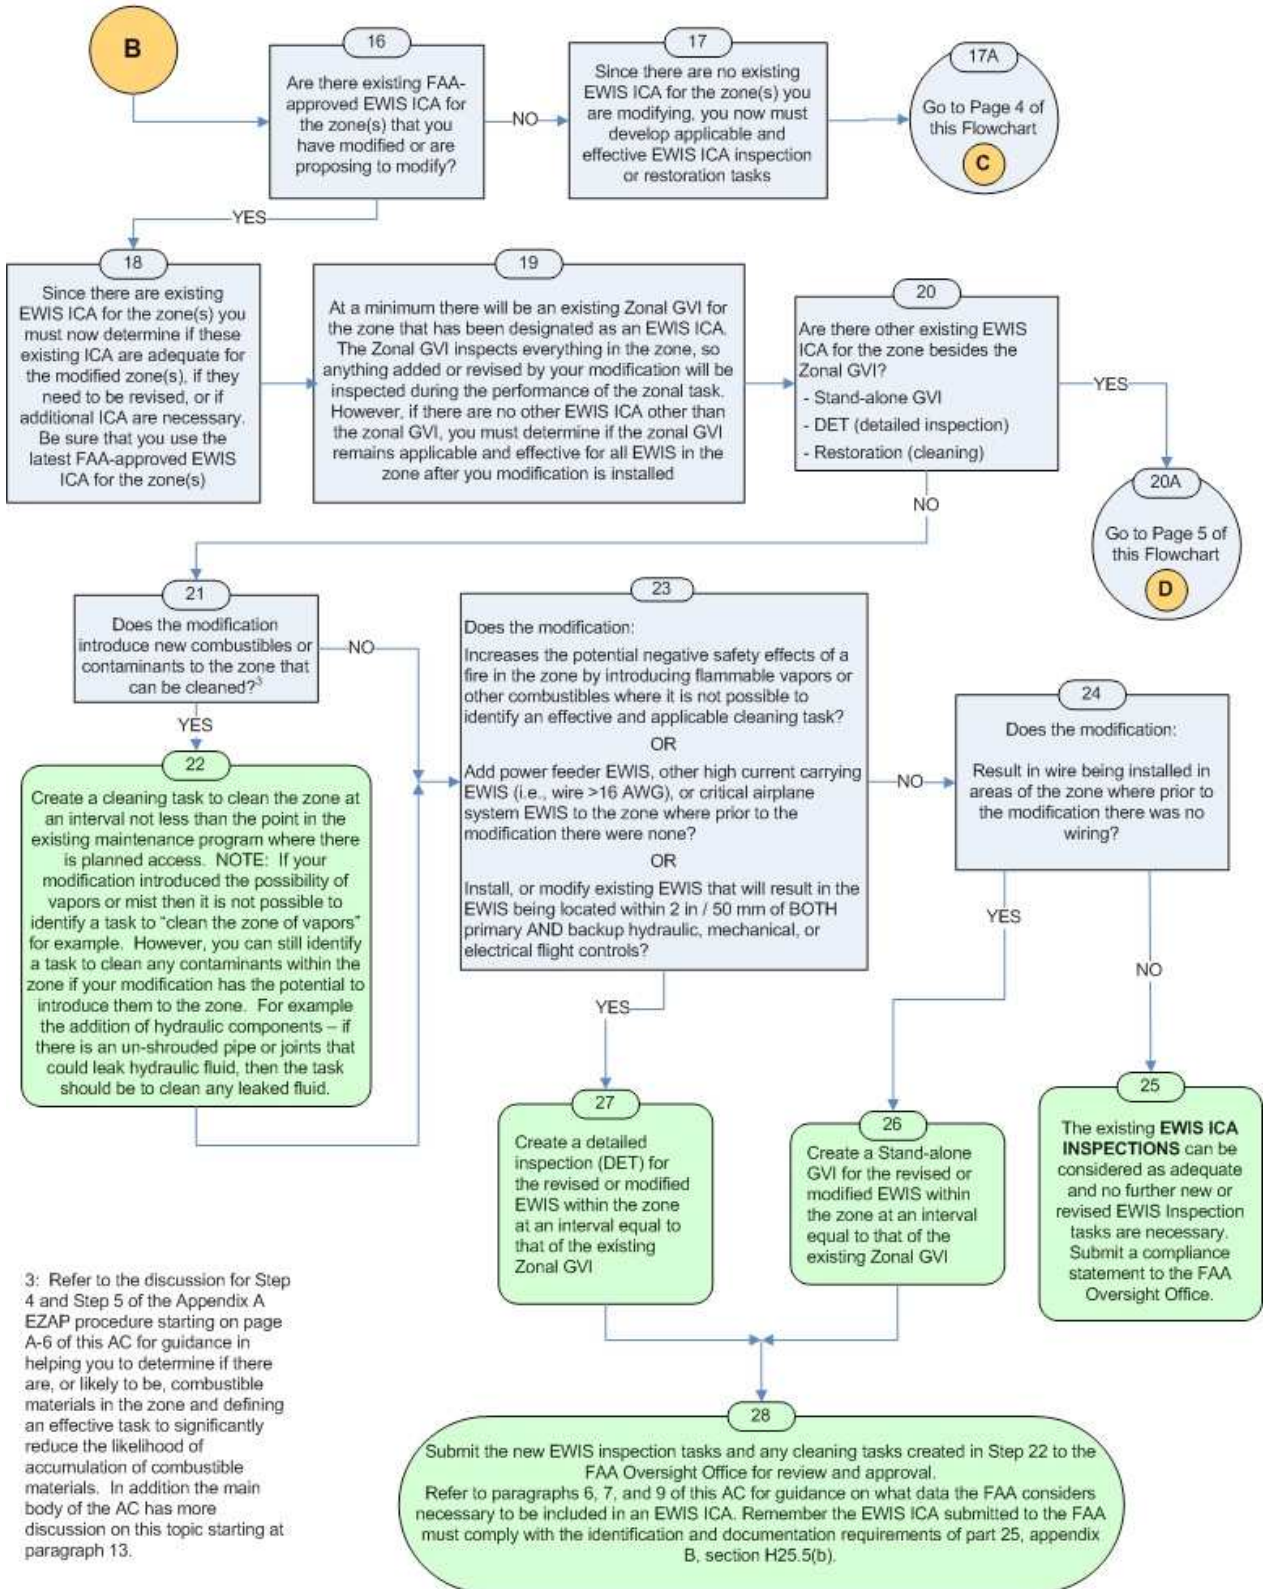 B
16
Are there existing FAA-
approved EWIS ICA for
the zone(s) that you
have modified or are
proposing to modify?
NO
17
Since there are no existing
EWIS ICA for the zone(s) you
are modifying, you now must
develop applicable and
effective EWIS ICA inspection
or restoration tasks
17A
Go to Page 4 of
this Flowchart
C
YES
18
Since there are existing
EWIS ICA for the zone(s) you
must now determine if these
existing ICA are adequate for
the modified zone(s), if they
need to be revised, or if
additional ICA are necessary.
Be sure that you use the
latest FAA-approved EWIS
ICA for the zone(s)
19
At a minimum there will be an existing Zonal GVI for
the zone that has been designated as an EWIS ICA.
The Zonal GVI inspects everything in the zone, so
anything added or revised by your modification will be
inspected during the performance of the zonal task.
However, if there are no other EWIS ICA other than
the zonal GVI, you must determine if the zonal GVI
remains applicable and effective for all EWIS in the
zone after you modification is installed
20
Are there other existing EWIS
ICA for the zone besides the
Zonal GVI?
- Stand-alone GVI
- DET (detailed inspection)
- Restoration (cleaning)
YES
20A
Go to Page 5 of
this Flowchart
D
NO
21
Does the modification
introduce new combustibles or
contaminants to the zone that
can be cleaned?³
NO
YES
22
Create a cleaning task to clean the zone at
an interval not less than the point in the
existing maintenance program where there
is planned access. NOTE: If your
modification introduced the possibility of
vapors or mist then it is not possible to
identify a task to “clean the zone of vapors”
for example. However, you can still identify
a task to clean any contaminants within the
zone if your modification has the potential to
introduce them to the zone. For example
the addition of hydraulic components – if
there is an un-shrouded pipe or joints that
could leak hydraulic fluid, then the task
should be to clean any leaked fluid.
23
Does the modification:
Increases the potential negative safety effects of a
fire in the zone by introducing flammable vapors or
other combustibles where it is not possible to
identify an effective and applicable cleaning task?
OR
Add power feeder EWIS, other high current carrying
EWIS (i.e., wire >16 AWG), or critical airplane
system EWIS to the zone where prior to the
modification there were none?
OR
Install, or modify existing EWIS that will result in the
EWIS being located within 2 in / 50 mm of BOTH
primary AND backup hydraulic, mechanical, or
electrical flight controls?
NO
24
Does the modification:
Result in wire being installed in
areas of the zone where prior to
the modification there was no
wiring?
YES
YES
NO
27
Create a detailed
inspection (DET) for
the revised or modified
EWIS within the zone
at an interval equal to
that of the existing
Zonal GVI
26
Create a Stand-alone
GVI for the revised or
modified EWIS within
the zone at an interval
equal to that of the
existing Zonal GVI
25
The existing EWIS ICA
INSPECTIONS can be
considered as adequate
and no further new or
revised EWIS Inspection
tasks are necessary.
Submit a compliance
statement to the FAA
Oversight Office.
3: Refer to the discussion for Step
4 and Step 5 of the Appendix A
EZAP procedure starting on page
A-6 of this AC for guidance in
helping you to determine if there
are, or likely to be, combustible
materials in the zone and defining
an effective task to significantly
reduce the likelihood of
accumulation of combustible
materials. In addition the main
body of the AC has more
discussion on this topic starting at
paragraph 13.
28
Submit the new EWIS inspection tasks and any cleaning tasks created in Step 22 to the
FAA Oversight Office for review and approval.
Refer to paragraphs 6, 7, and 9 of this AC for guidance on what data the FAA considers
necessary to be included in an EWIS ICA. Remember the EWIS ICA submitted to the FAA
must comply with the identification and documentation requirements of part 25, appendix
B, section H25.5(b).